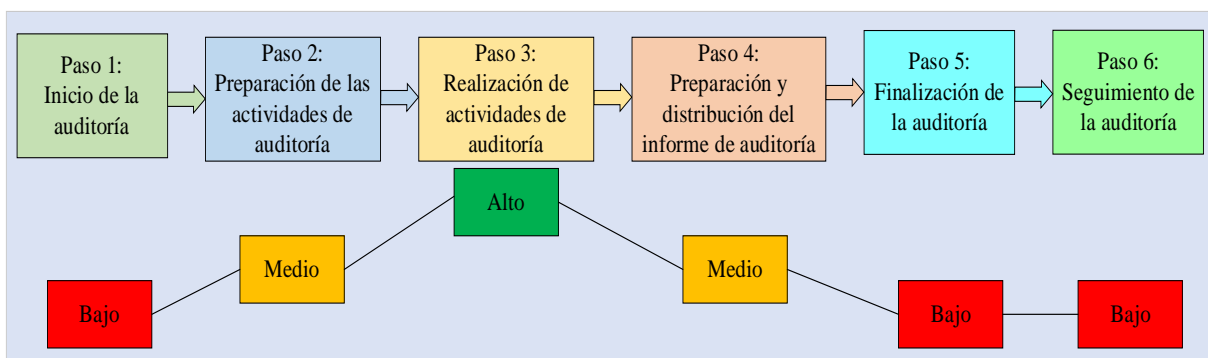 Paso 1:
Inicio de la
auditoría
Paso 2:
Preparación de las
actividades de
auditoría
Paso 3:
Realización de
actividades de
auditoría
Paso 4:
Preparación y
distribución del
informe de auditoría
Paso 5:
Finalización de
la auditoría
Paso 6:
Seguimiento de
la auditoría
Bajo
Medio
Alto
Medio
Bajo
Bajo